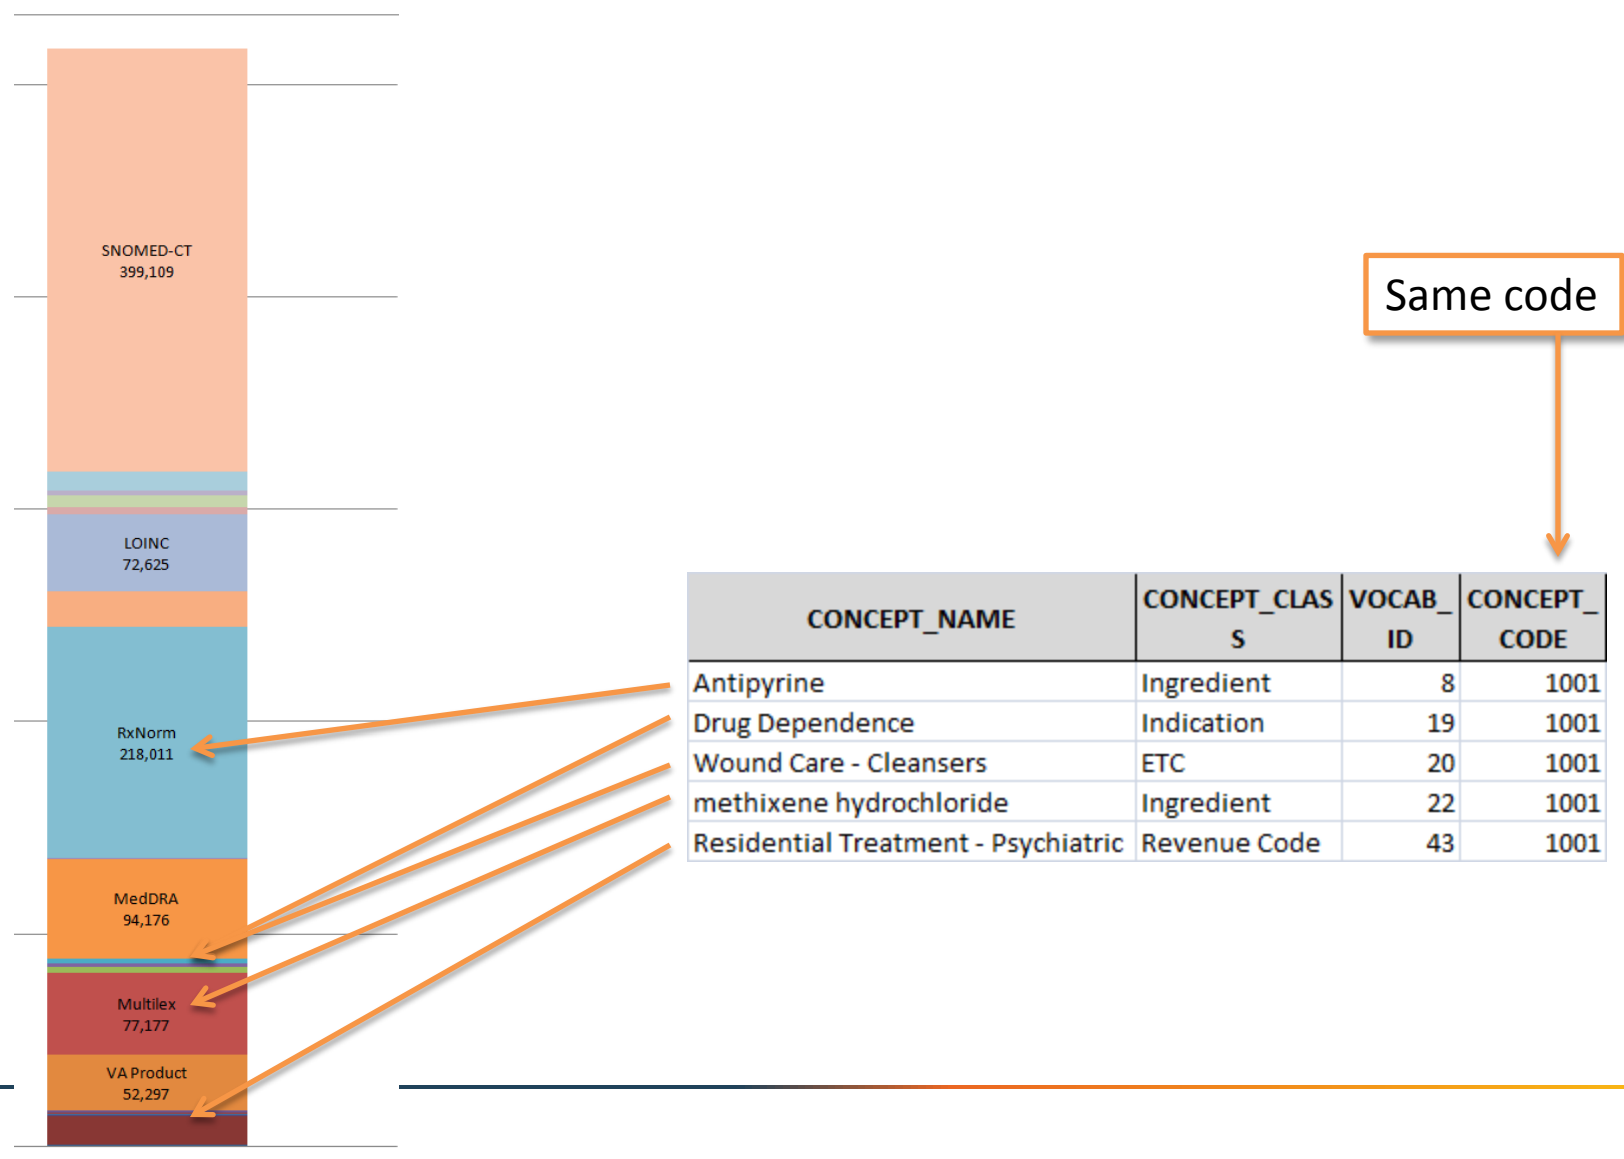 SNOMED-CT
399,109
LOINC
72,625
RxNorm
218,011
MedDRA
94,176
Multilex
77,177
VA Product
52,297
Same code
CONCEPT_NAME CONCEPT_CLAS VOCAB_ CONCEPT_
S ID CODE
Antipyrine Ingredient 8 1001
Drug Dependence Indication 19 1001
Wound Care - Cleansers ETC 20 1001
methixene hydrochloride Ingredient 22 1001
Residential Treatment - Psychiatric Revenue Code 43 1001